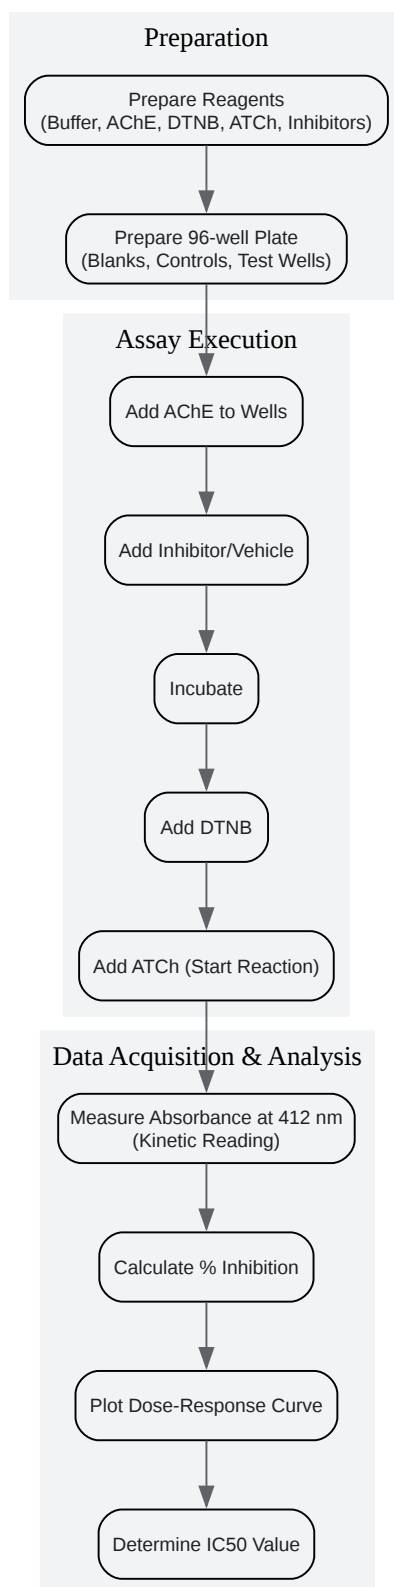 Preparation
Prepare Reagents
(Buffer, AChE, DTNB, ATCh, Inhibitors)
Prepare 96-well Plate
(Blanks, Controls, Test Wells)
Assay Execution
Add AChE to Wells
Add Inhibitor/Vehicle
Incubate
Add DTNB
Add ATCh (Start Reaction)
Data Acquisition & Analysis
Measure Absorbance at 412 nm
(Kinetic Reading)
Calculate % Inhibition
Plot Dose-Response Curve
Determine IC50 Value